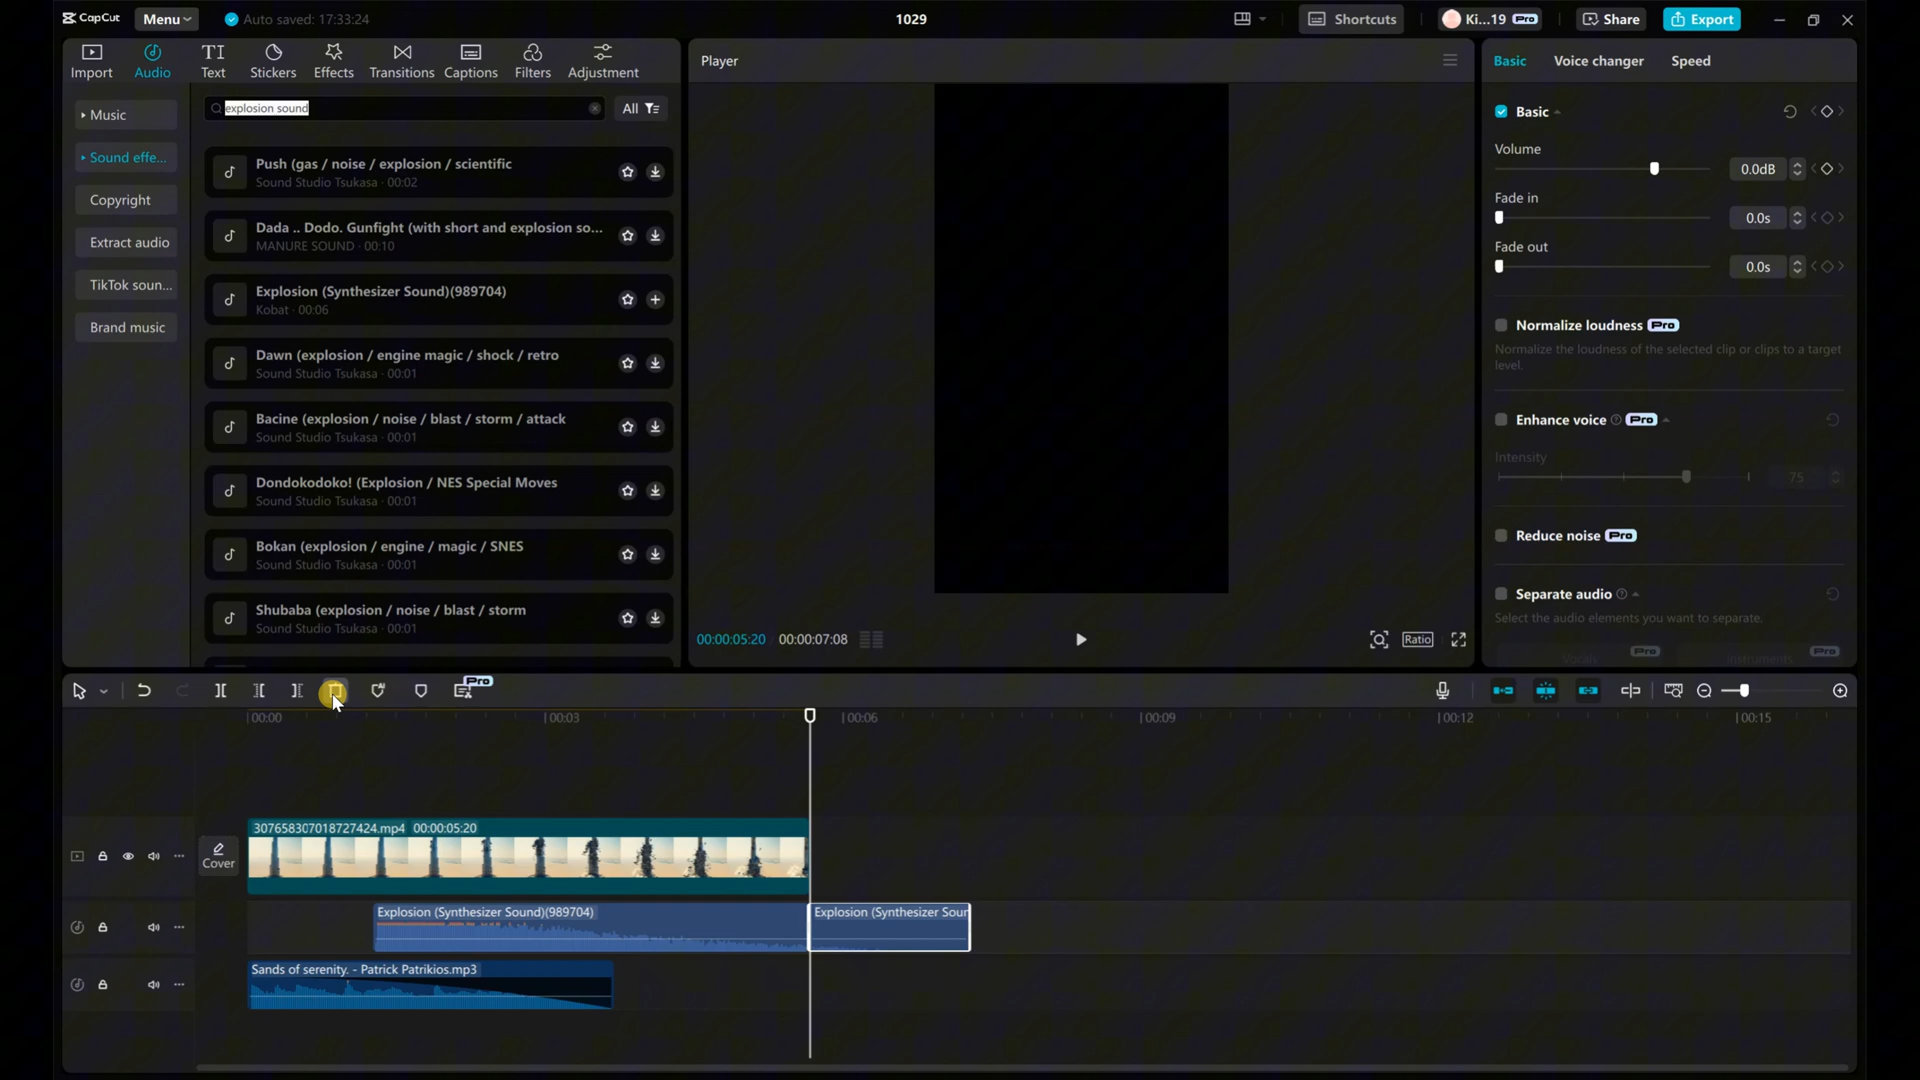 CapCut
Menu
Auto saved: 17:33:24
1029
Shortcuts
Ki...19 Pro
Share
Export
Import
Audio
Text
Stickers
Effects
Transitions
Captions
Filters
Adjustment
Player
Basic
Voice changer
Speed
Music
Sound effe...
Copyright
Extract audio
TikTok soun...
Brand music
explosion sound
All
Push (gas / noise / explosion / scientific
Sound Studio Tsukasa · 00:02
Dada .. Dodo. Gunfight (with short and explosion so...
MANURE SOUND · 00:10
Explosion (Synthesizer Sound)(989704)
Kobat · 00:06
Dawn (explosion / engine magic / shock / retro
Sound Studio Tsukasa · 00:01
Bacine (explosion / noise / blast / storm / attack
Sound Studio Tsukasa · 00:01
Dondokodoko! (Explosion / NES Special Moves
Sound Studio Tsukasa · 00:01
Bokan (explosion / engine / magic / SNES
Sound Studio Tsukasa · 00:01
Shubaba (explosion / noise / blast / storm
Sound Studio Tsukasa · 00:01
00:00:05:20
00:00:07:08
Ratio
Basic
Volume
0.0dB
Fade in
0.0s
Fade out
0.0s
Normalize loudness Pro
Normalize the loudness of the selected clip or clips to a target
level.
Enhance voice Pro
Intensity
75
Reduce noise Pro
Separate audio
Select the audio elements you want to separate.
Vocals Pro
Instruments Pro
Pro
00:00
00:03
00:06
00:09
00:12
00:15
Cover
307658307018727424.mp4 00:00:05:20
Explosion (Synthesizer Sound)(989704)
Explosion (Synthesizer Soun
Sands of serenity. - Patrick Patrikios.mp3